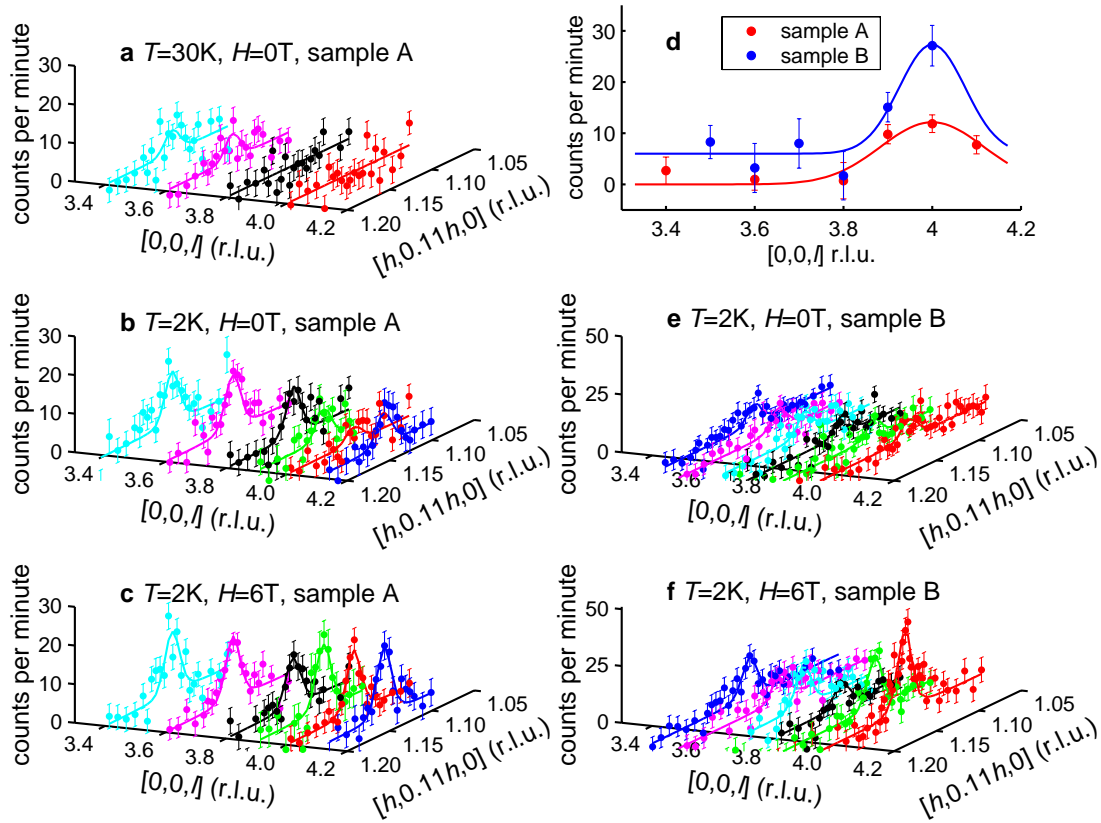 a T=30K, H=0T, sample A
counts per minute
30
20
10
0
3.4
3.6
3.8
4.0
4.2
[0,0,l] (r.l.u.)
1.20
1.15
1.10
1.05
[h,0.11h,0] (r.l.u.)
d
sample A
sample B
counts per minute
30
20
10
0
3.4
3.6
3.8
4
4.2
[0,0,l] r.l.u.
b T=2K, H=0T, sample A
counts per minute
30
20
10
0
3.4
3.6
3.8
4.0
4.2
[0,0,l] (r.l.u.)
1.20
1.15
1.10
1.05
[h,0.11h,0] (r.l.u.)
e T=2K, H=0T, sample B
counts per minute
50
25
0
3.4
3.6
3.8
4.0
4.2
[0,0,l] (r.l.u.)
1.20
1.15
1.10
1.05
[h,0.11h,0] (r.l.u.)
c T=2K, H=6T, sample A
counts per minute
30
20
10
0
3.4
3.6
3.8
4.0
4.2
[0,0,l] (r.l.u.)
1.20
1.15
1.10
1.05
[h,0.11h,0] (r.l.u.)
f T=2K, H=6T, sample B
counts per minute
50
25
0
3.4
3.6
3.8
4.0
4.2
[0,0,l] (r.l.u.)
1.20
1.15
1.10
1.05
[h,0.11h,0] (r.l.u.)